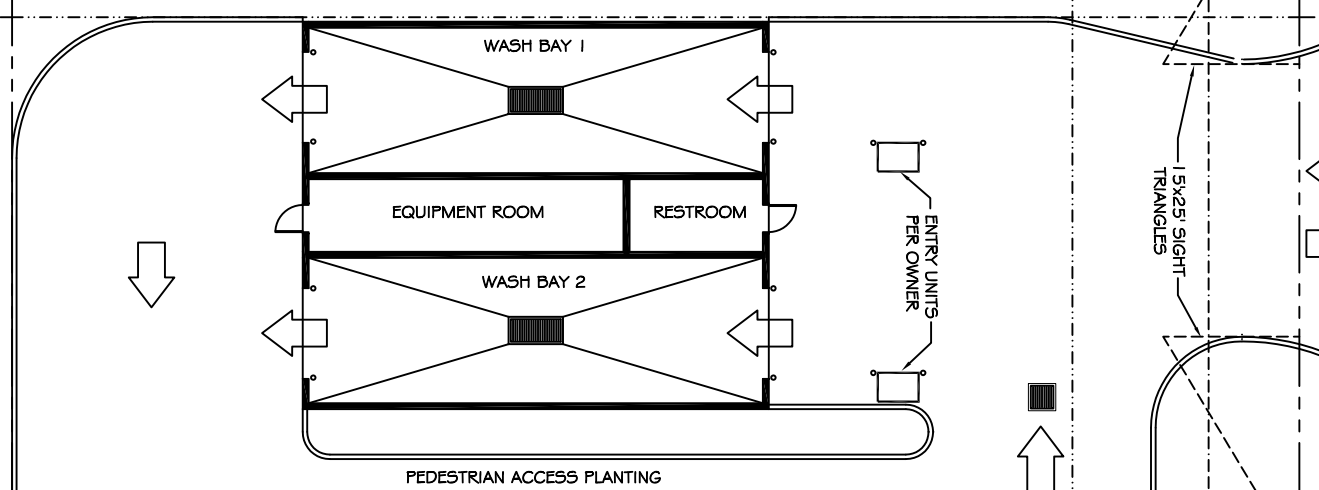 WASH BAY 1
EQUIPMENT ROOM
RESTROOM
WASH BAY 2
ENTRY UNITS
PER OWNER
15x25' SIGHT
TRIANGLES
PEDESTRIAN ACCESS PLANTING